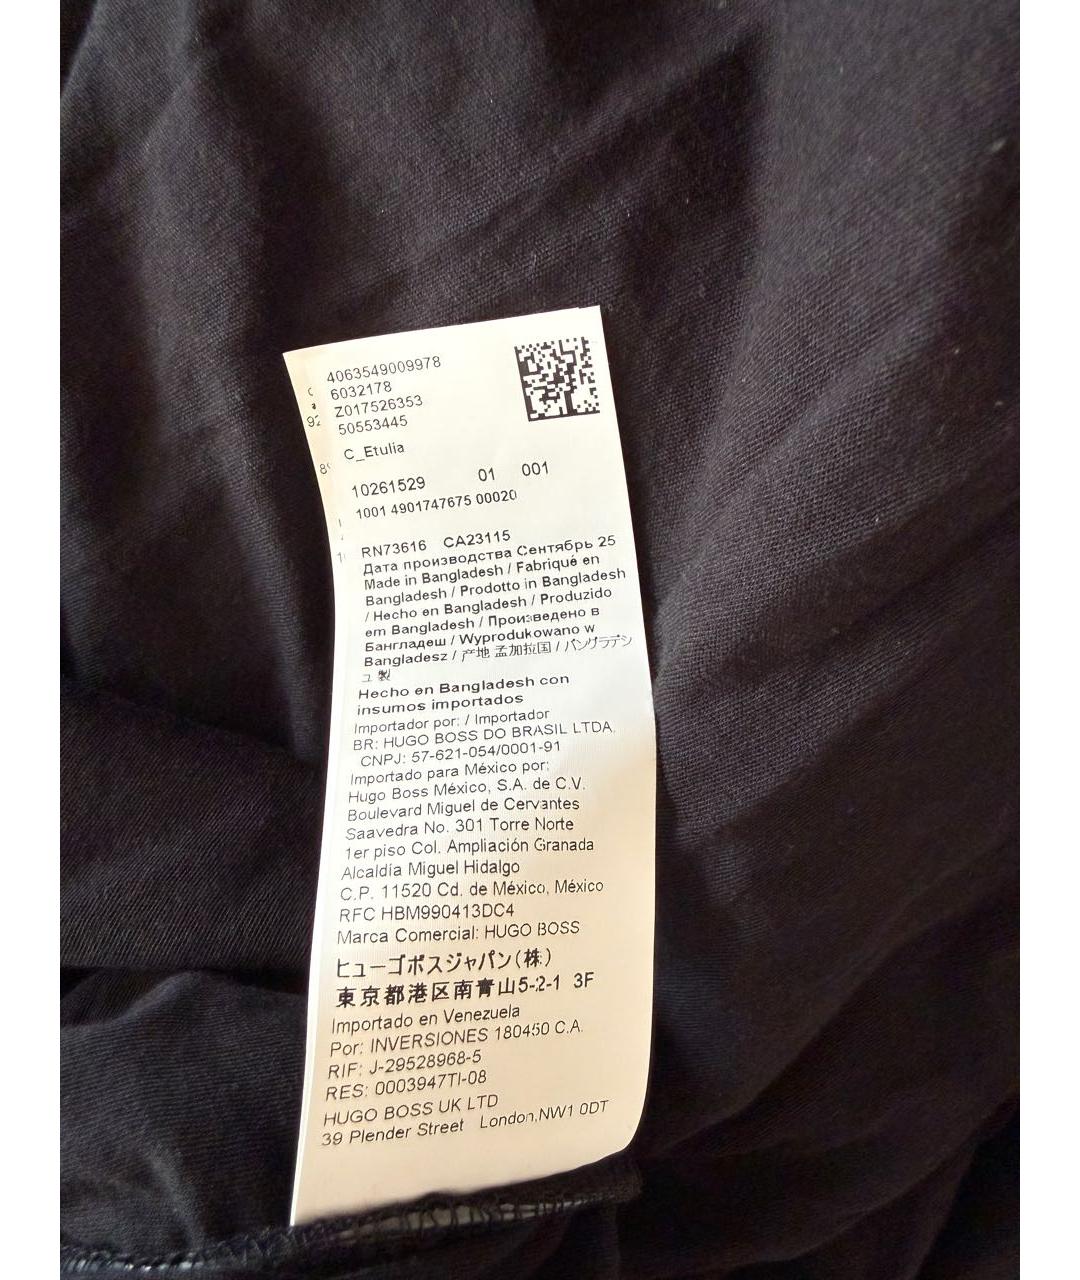 4063549009978
6032178
Z017526353
50553445
C_Etulia
10261529 01 001
1001 4901747675 00020
RN73616 CA23115
Дата производства Сентябрь 25
Made in Bangladesh / Fabriqué en
Bangladesh / Prodotto in Bangladesh
/ Hecho en Bangladesh / Produzido
em Bangladesh / Произведено в
Бангладеш / Wyprodukowano w
Bangladesz / 产地 孟加拉国 / バングラデシ
ュ 製
Hecho en Bangladesh con
insumos importados
Importador por: / Importador
BR: HUGO BOSS DO BRASIL LTDA.
CNPJ: 57-621-054/0001-91
Importado para México por:
Hugo Boss México, S.A. de C.V.
Boulevard Miguel de Cervantes
Saavedra No. 301 Torre Norte
1er piso Col. Ampliación Granada
Alcaldía Miguel Hidalgo
C.P. 11520 Cd. de México, México
RFC HBM990413DC4
Marca Comercial: HUGO BOSS
ヒューゴボスジャパン(株)
東京都港区南青山5-2-1 3F
Importado en Venezuela
Por: INVERSIONES 180450 C.A.
RIF: J-29528968-5
RES: 0003947TI-08
HUGO BOSS UK LTD
39 Plender Street London,NW1 0DT